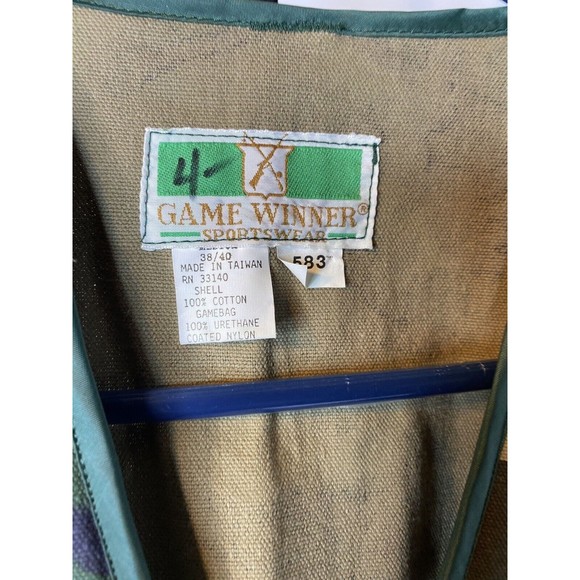 4-
GAME WINNER®
SPORTSWEAR
38/40
MADE IN TAIWAN
RN 33140
SHELL
100% COTTON
GAMEBAG
100% URETHANE
COATED NYLON
583